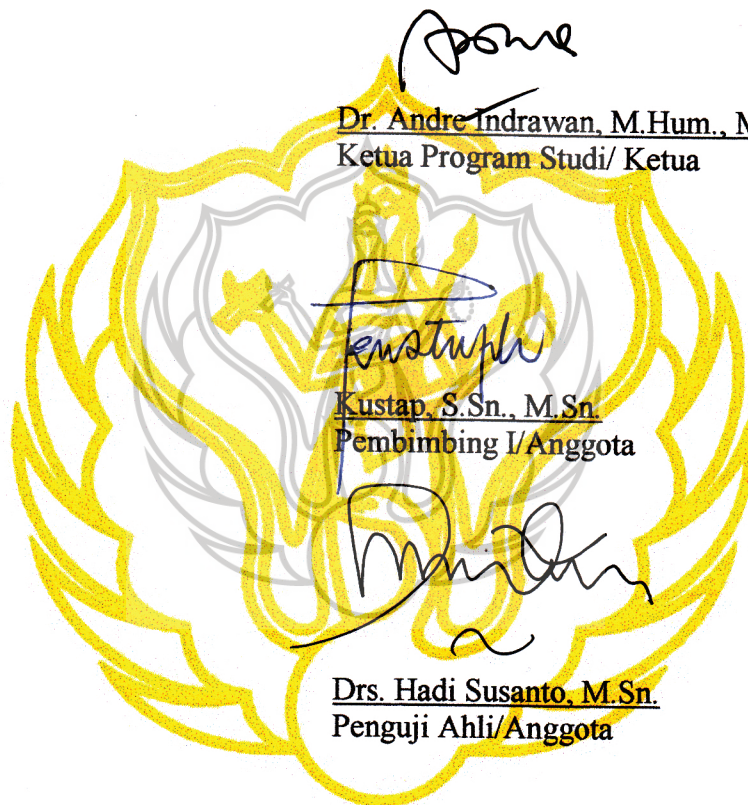 Dr. Andre Indrawan, M.Hum., M
Ketua Program Studi/ Ketua
Kustap, S.Sn., M.Sn.
Pembimbing I/Anggota
Drs. Hadi Susanto, M.Sn.
Penguji Ahli/Anggota